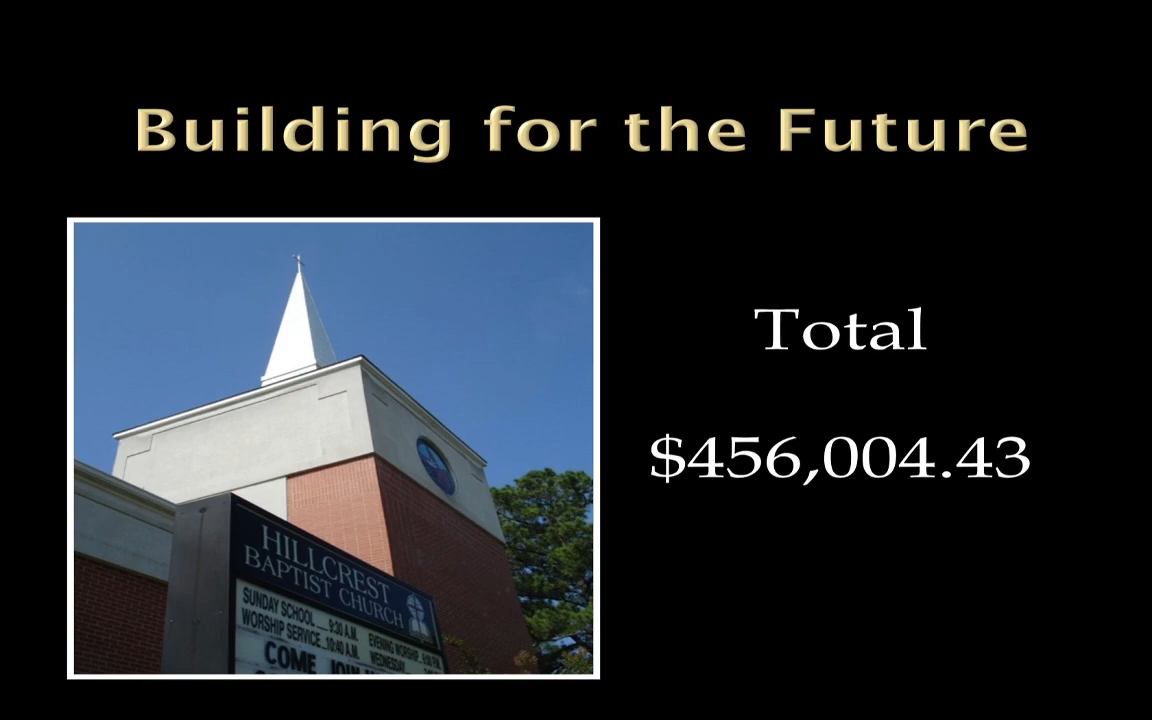 Building for the Future
Total
$456,004.43
HILLCREST
BAPTIST CHURCH
SUNDAY SCHOOL 9:30 A.M.
WORSHIP SERVICE 10:40 A.M.
EVENING WORSHIP
WEDNESDAY
COME JOIN